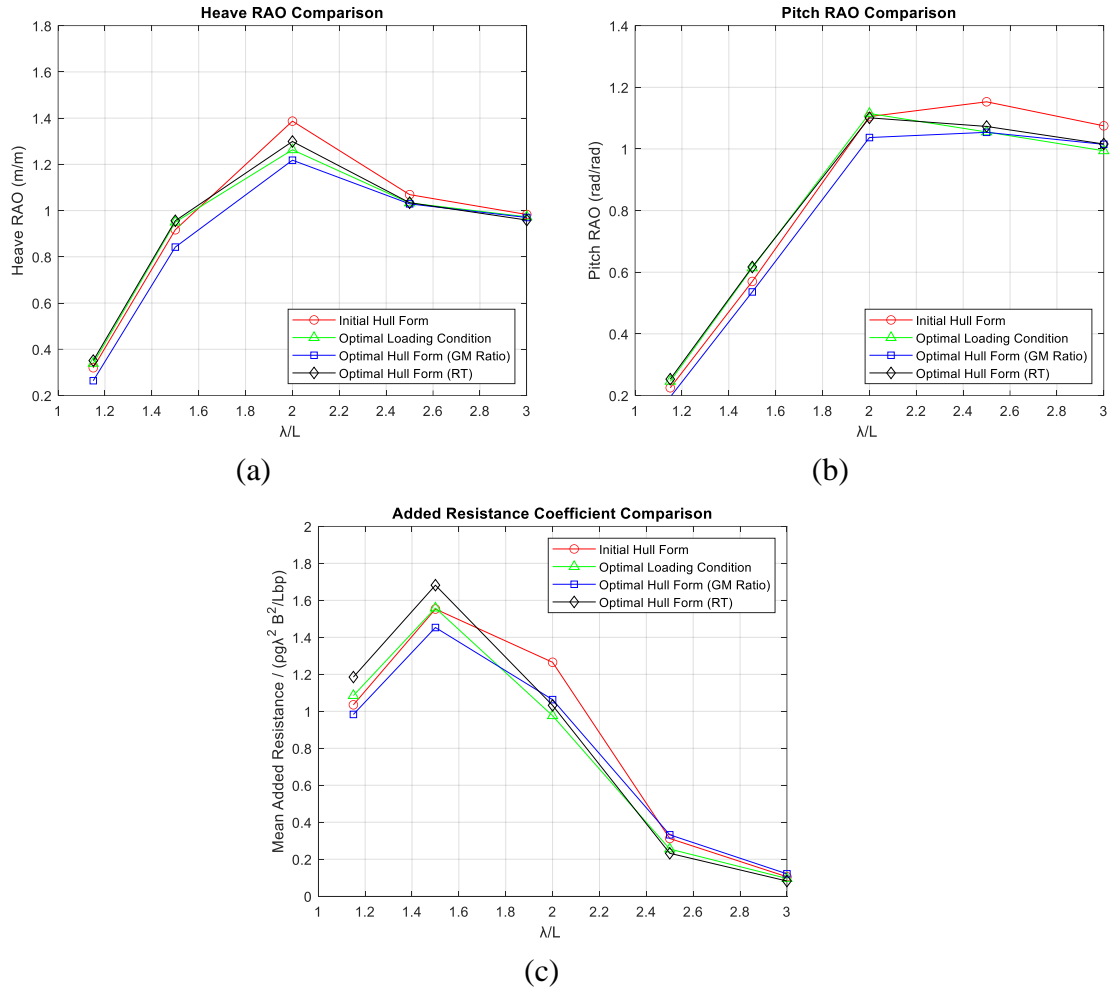 Heave RAO Comparison
Heave RAO (m/m)
1.8
1.6
1.4
1.2
1
0.8
0.6
0.4
0.2
1 1.2 1.4 1.6 1.8 2 2.2 2.4 2.6 2.8 3
λ/L
Initial Hull Form
Optimal Loading Condition
Optimal Hull Form (GM Ratio)
Optimal Hull Form (RT)
(a)
Pitch RAO Comparison
Pitch RAO (rad/rad)
1.4
1.2
1
0.8
0.6
0.4
0.2
1 1.2 1.4 1.6 1.8 2 2.2 2.4 2.6 2.8 3
λ/L
Initial Hull Form
Optimal Loading Condition
Optimal Hull Form (GM Ratio)
Optimal Hull Form (RT)
(b)
Added Resistance Coefficient Comparison
Mean Added Resistance / (ρgλ² B²/Lbp)
2
1.8
1.6
1.4
1.2
1
0.8
0.6
0.4
0.2
0
1 1.2 1.4 1.6 1.8 2 2.2 2.4 2.6 2.8 3
λ/L
Initial Hull Form
Optimal Loading Condition
Optimal Hull Form (GM Ratio)
Optimal Hull Form (RT)
(c)